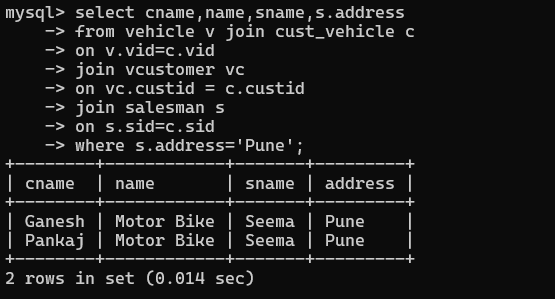 mysql> select cname,name,sname,s.address
    -> from vehicle v join cust_vehicle c
    -> on v.vid=c.vid
    -> join vcustomer vc
    -> on vc.custid = c.custid
    -> join salesman s
    -> on s.sid=c.sid
    -> where s.address='Pune';
+--------+------------+-------+---------+
| cname  | name       | sname | address |
+--------+------------+-------+---------+
| Ganesh | Motor Bike | Seema | Pune    |
| Pankaj | Motor Bike | Seema | Pune    |
+--------+------------+-------+---------+
2 rows in set (0.014 sec)